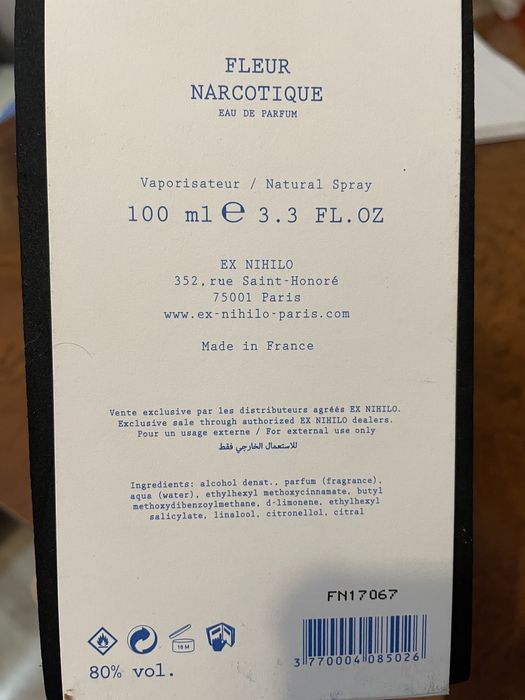 FLEUR
NARCOTIQUE
EAU DE PARFUM
Vaporisateur / Natural Spray
100 ml ℮ 3.3 FL.OZ
EX NIHILO
352, rue Saint-Honoré
75001 Paris
www.ex-nihilo-paris.com
Made in France
Vente exclusive par les distributeurs agréés EX NIHILO.
Exclusive sale through authorized EX NIHILO dealers.
Pour un usage externe / For external use only
للاستعمال الخارجي فقط
Ingredients: alcohol denat., parfum (fragrance),
aqua (water), ethylhexyl methoxycinnamate, butyl
methoxydibenzoylmethane, d-limonene, ethylhexyl
salicylate, linalool, citronellol, citral
FN17067
18 M
80% vol.
3 770004 085026